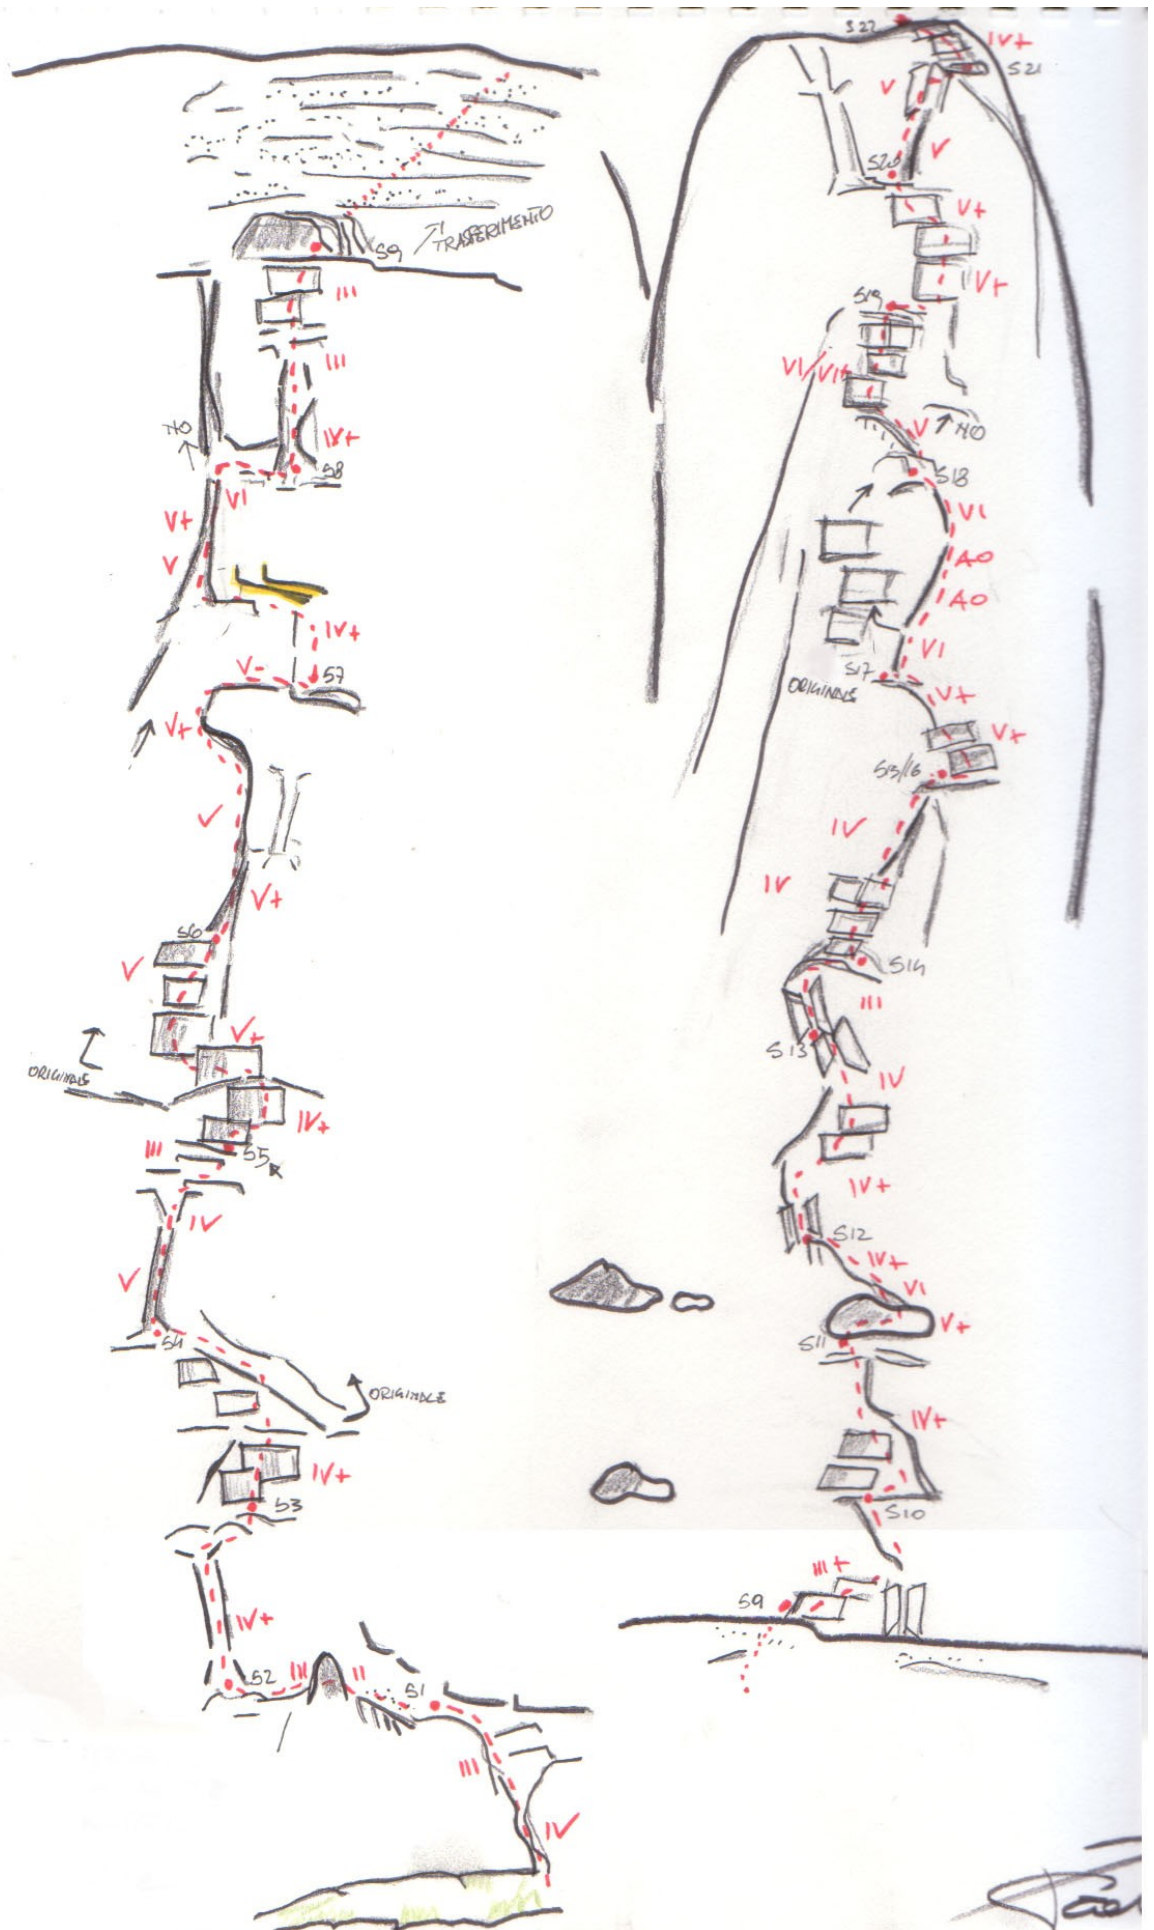 S22
IV+
S21
V
V
S20
V+
V+
S19
VI/VI+
V
NO
S18
VI
A0
A0
VI
S17
ORIGINALE
V+
V+
S15/16
IV
IV
S14
III
S13
IV
IV+
S12
IV+
VI
V+
S11
IV+
S10
III+
S9
TRASFERIMENTO
S9
III
III
NO
IV+
S8
VI
V+
V
IV+
V-
S7
V+
V
V+
S6
V
V+
ORIGINALE
IV+
III
S5
IV
V
S4
ORIGINALE
IV+
S3
IV+
S2
III
II
S1
III
IV